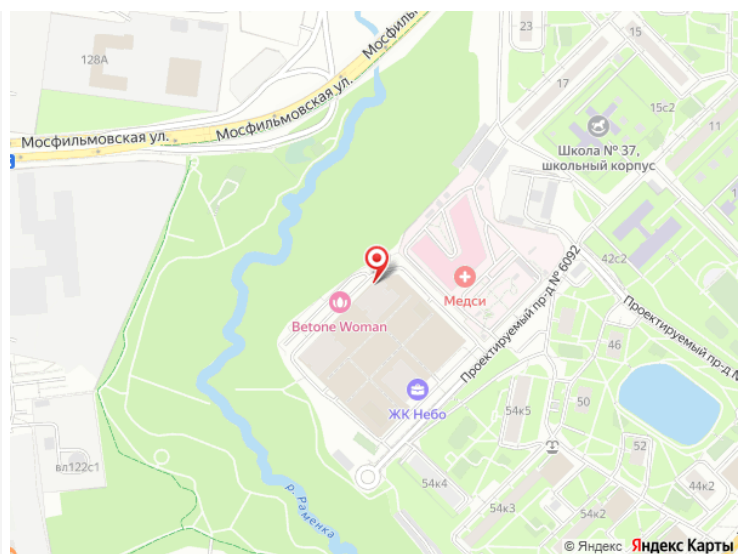 128А
Мосфильмовская ул.
Мосфильмовская ул.
Мосфильмо
23
15
17
15с2
11
Школа № 37,
школьный корпус
42с2
Медси
Проектируемый пр-д № 6092
Проектируемый пр-д №
Betone Woman
ЖК Небо
46
50
54к5
52
44к2
54к4
54к3
54к2
вл122с1
р. Раменка
© Яндекс Яндекс Карты